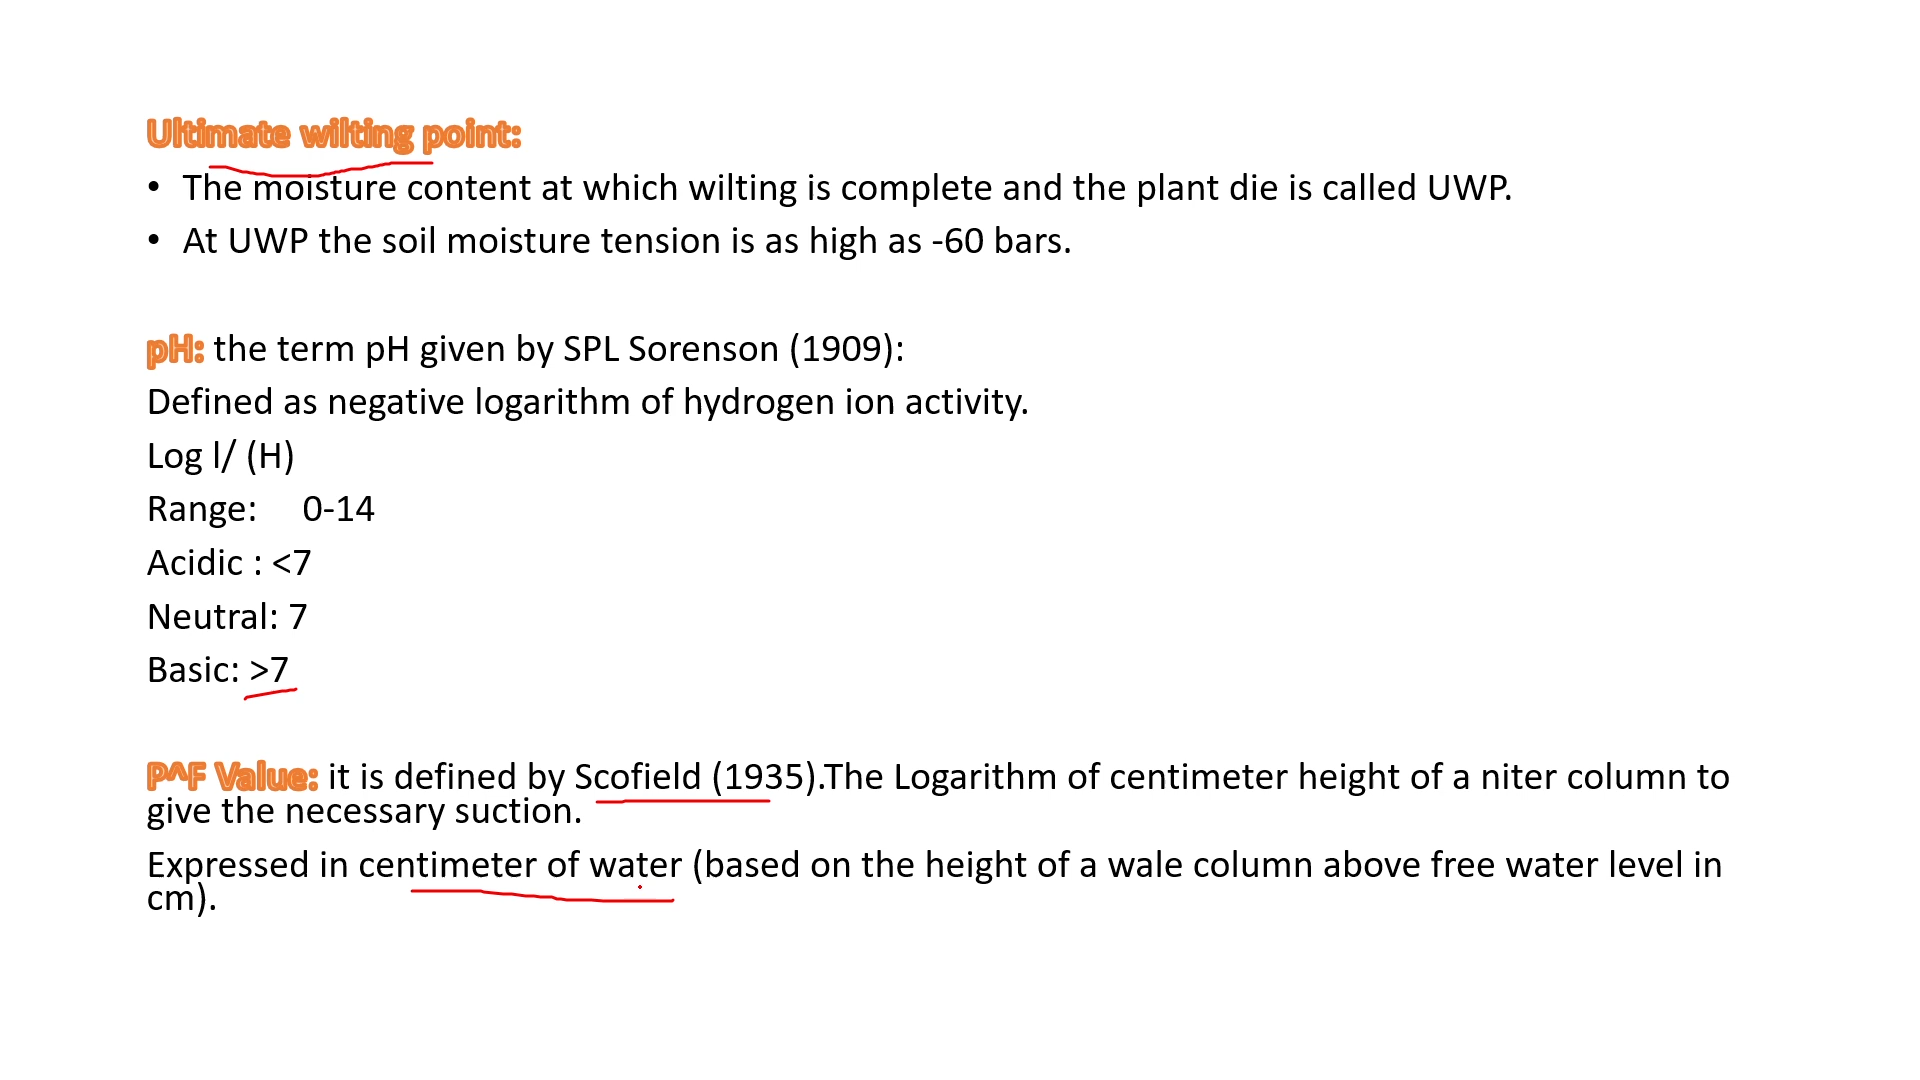 Ultimate wilting point:
• The moisture content at which wilting is complete and the plant die is called UWP.
• At UWP the soil moisture tension is as high as -60 bars.
pH: the term pH given by SPL Sorenson (1909):
Defined as negative logarithm of hydrogen ion activity.
Log l/ (H)
Range: 0-14
Acidic : <7
Neutral: 7
Basic: >7
P^F Value: it is defined by Scofield (1935).The Logarithm of centimeter height of a niter column to
give the necessary suction.
Expressed in centimeter of water (based on the height of a wale column above free water level in
cm).